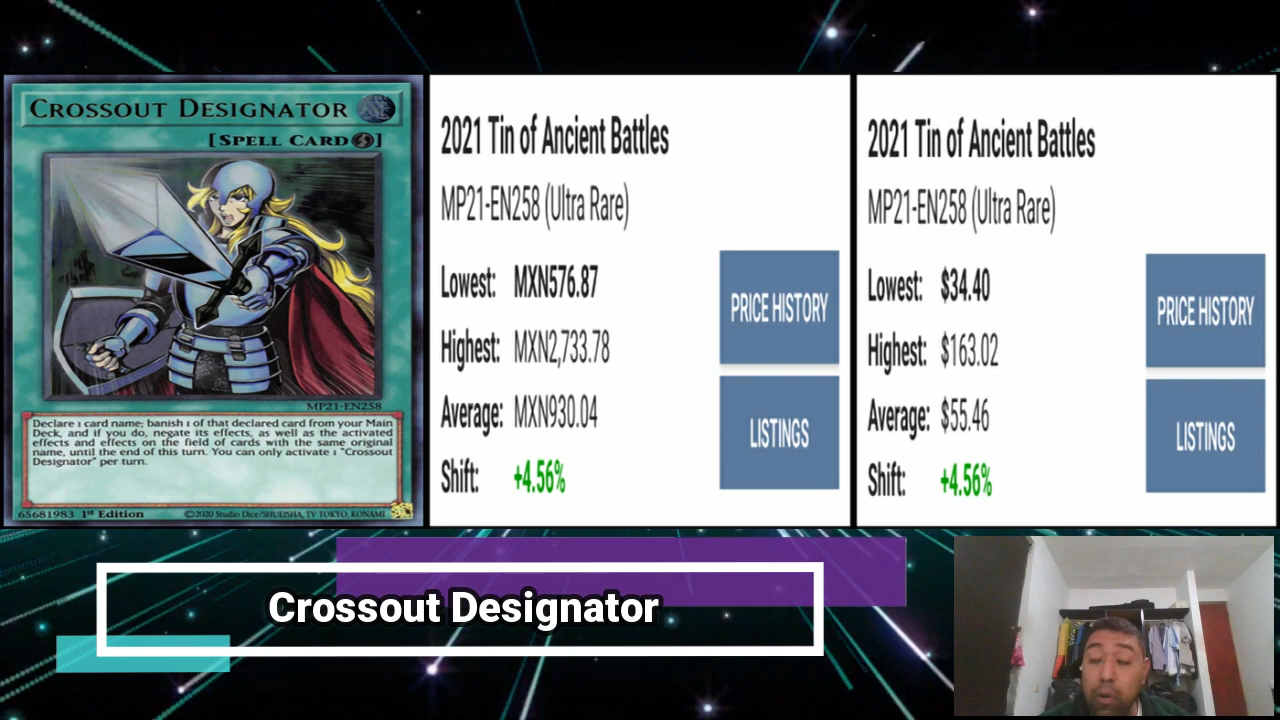 CROSSOUT DESIGNATOR
[SPELL CARD]
MP21-EN258
Declare 1 card name; banish 1 of that declared card from your Main
Deck, and if you do, negate its effects, as well as the activated
effects and effects on the field of cards with the same original
name, until the end of this turn. You can only activate 1 "Crossout
Designator" per turn.
65681983 1st Edition ©2020 Studio Dice/SHUEISHA, TV TOKYO, KONAMI
2021 Tin of Ancient Battles
MP21-EN258 (Ultra Rare)
Lowest: MXN576.87
Highest: MXN2,733.78
Average: MXN930.04
Shift: +4.56%
PRICE HISTORY
LISTINGS
2021 Tin of Ancient Battles
MP21-EN258 (Ultra Rare)
Lowest: $34.40
Highest: $163.02
Average: $55.46
Shift: +4.56%
PRICE HISTORY
LISTINGS
Crossout Designator